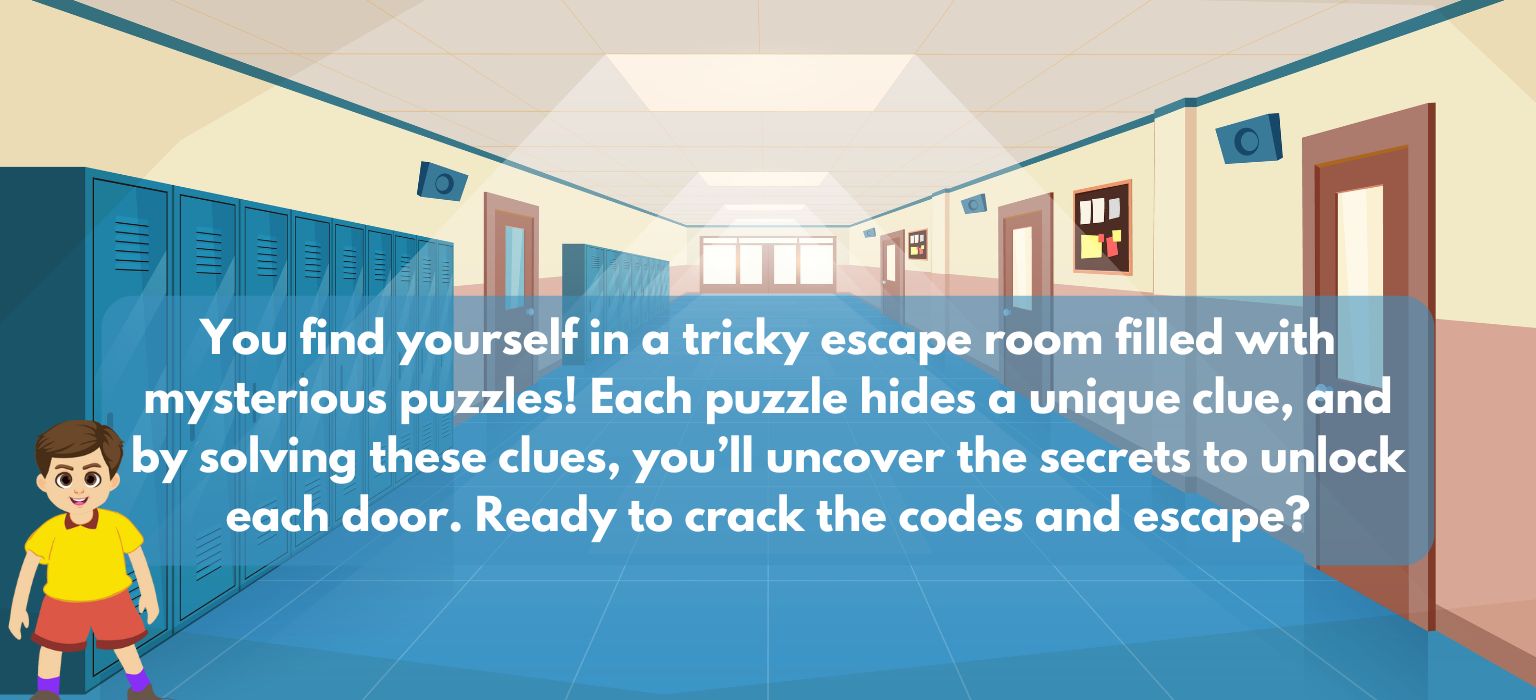 You find yourself in a tricky escape room filled with
mysterious puzzles! Each puzzle hides a unique clue, and
by solving these clues, you’ll uncover the secrets to unlock
each door. Ready to crack the codes and escape?